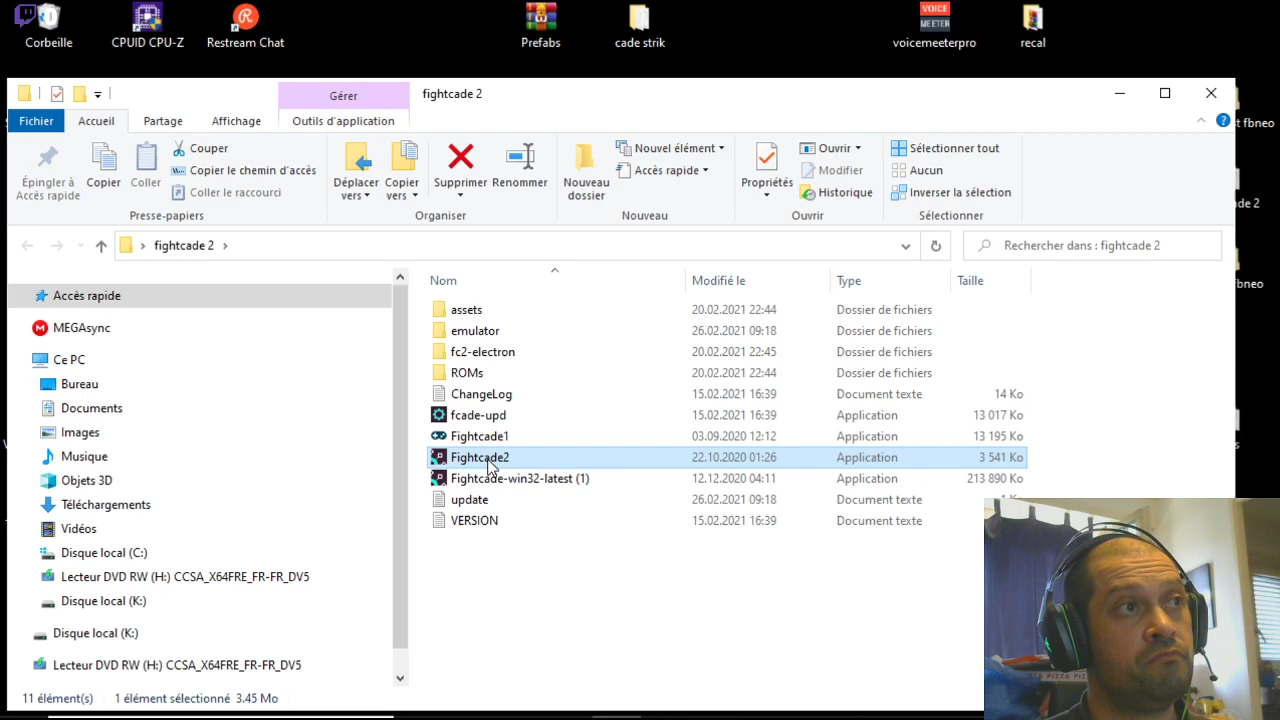 Corbeille
CPUID CPU-Z
Restream Chat
Prefabs
cade strik
voicemeterpro
VOICE
MEETER
recal
Gérer
fightcade 2
Fichier
Accueil
Partage
Affichage
Outils d'application
Épingler à
Accès rapide
Copier
Coller
Couper
Copier le chemin d'accès
Coller le raccourci
Presse-papiers
Déplacer
vers
Copier
vers
Supprimer
Renommer
Organiser
Nouveau
dossier
Nouvel élément
Accès rapide
Nouveau
Propriétés
Ouvrir
Modifier
Historique
Ouvrir
Sélectionner tout
Aucun
Inverser la sélection
Sélectionner
fightcade 2
Rechercher dans : fightcade 2
Nom
Modifié le
Type
Taille
assets 20.02.2021 22:44 Dossier de fichiers
emulator 26.02.2021 09:18 Dossier de fichiers
fc2-electron 20.02.2021 22:45 Dossier de fichiers
ROMs 20.02.2021 22:44 Dossier de fichiers
ChangeLog 15.02.2021 16:39 Document texte 14 Ko
fcade-upd 15.02.2021 16:39 Application 13 017 Ko
Fightcade1 03.09.2020 12:12 Application 13 195 Ko
Fightcade2 22.10.2020 01:26 Application 3 541 Ko
Fightcade-win32-latest (1) 12.12.2020 04:11 Application 213 890 Ko
update 26.02.2021 09:18 Document texte
VERSION 15.02.2021 16:39 Document texte
Accès rapide
MEGAsync
Ce PC
Bureau
Documents
Images
Musique
Objets 3D
Téléchargements
Vidéos
Disque local (C:)
Lecteur DVD RW (H:) CCSA_X64FRE_FR-FR_DV5
Disque local (K:)
Disque local (K:)
Lecteur DVD RW (H:) CCSA_X64FRE_FR-FR_DV5
11 élément(s)
1 élément sélectionné 3.45 Mo